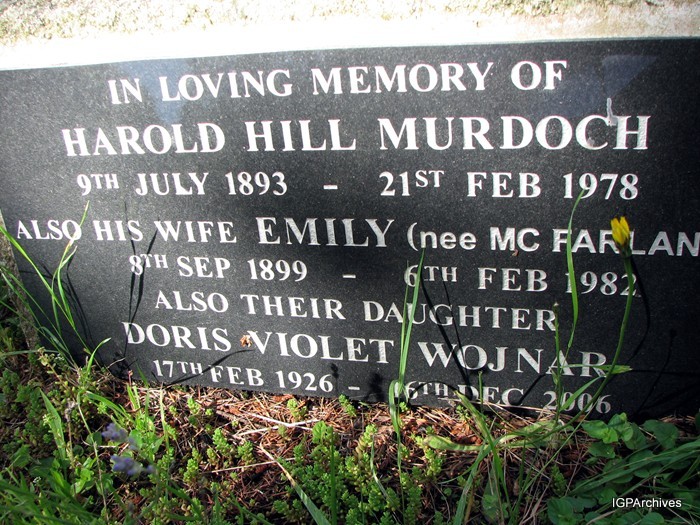 IN LOVING MEMORY OF
HAROLD HILL MURDOCH
9TH JULY 1893 - 21ST FEB 1978
ALSO HIS WIFE EMILY (nee MC FARLAN
8TH SEP 1899 - 6TH FEB 1982
ALSO THEIR DAUGHTER
DORIS VIOLET WOJNAR
17TH FEB 1926 - 16TH DEC 2006
IGPArchives